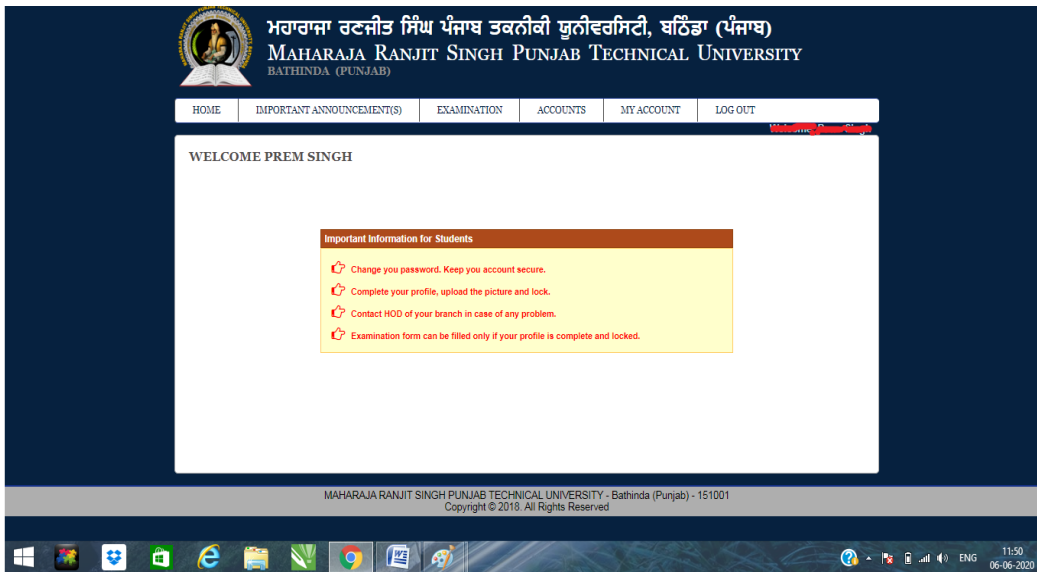 ਮਹਾਰਾਜਾ ਰਣਜੀਤ ਸਿੰਘ ਪੰਜਾਬ ਤਕਨੀਕੀ ਯੂਨੀਵਰਸਿਟੀ, ਬਠਿੰਡਾ (ਪੰਜਾਬ)
MAHARAJA RANJIT SINGH PUNJAB TECHNICAL UNIVERSITY
BATHINDA (PUNJAB)
HOME IMPORTANT ANNOUNCEMENT(S) EXAMINATION ACCOUNTS MY ACCOUNT LOG OUT
WELCOME PREM SINGH
Important Information for Students
Change you password. Keep you account secure.
Complete your profile, upload the picture and lock.
Contact HOD of your branch in case of any problem.
Examination form can be filled only if your profile is complete and locked.
MAHARAJA RANJIT SINGH PUNJAB TECHNICAL UNIVERSITY - Bathinda (Punjab) - 151001
Copyright © 2018. All Rights Reserved
ENG 11:50
06-06-2020